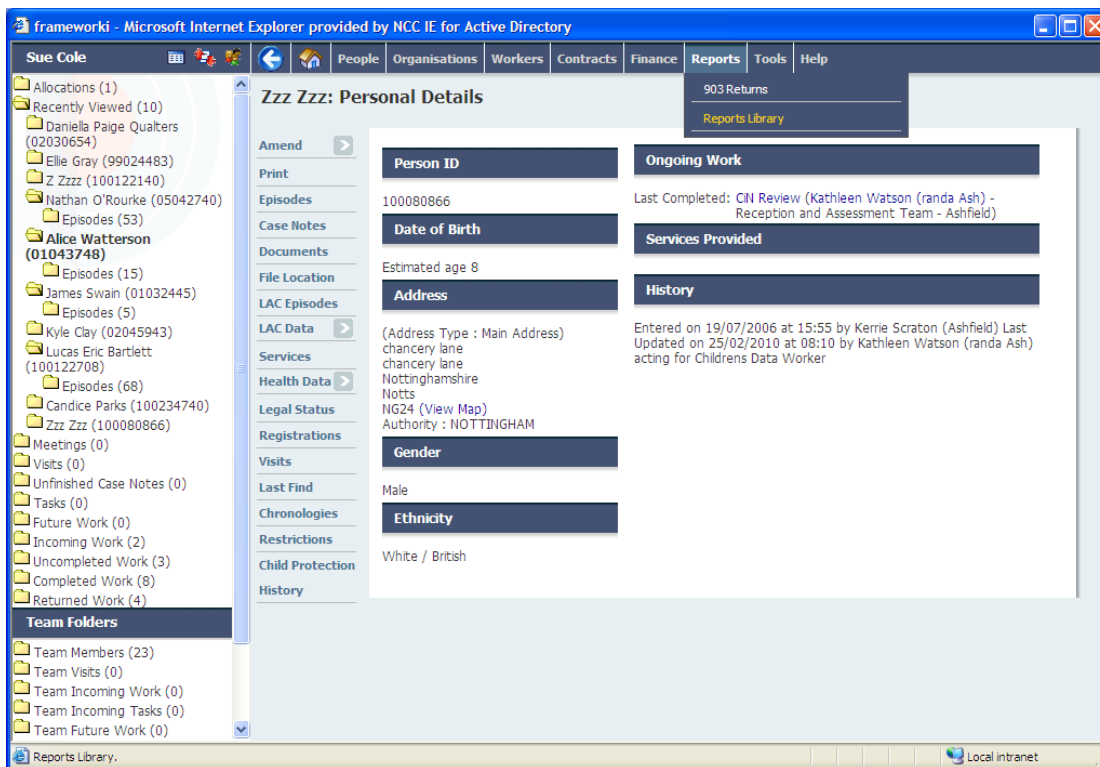 frameworki - Microsoft Internet Explorer provided by NCC IE for Active Directory
Sue Cole
People Organisations Workers Contracts Finance Reports Tools Help
903 Returns
Reports Library
Allocations (1)
Recently Viewed (10)
Daniella Paige Qualters
(02030654)
Ellie Gray (99024483)
Z Zzzz (100122140)
Nathan O'Rourke (05042740)
Episodes (53)
Alice Watterson
(01043748)
Episodes (15)
James Swain (01032445)
Episodes (5)
Kyle Clay (02045943)
Lucas Eric Bartlett
(100122708)
Episodes (68)
Candice Parks (100234740)
Zzz Zzz (100080866)
Meetings (0)
Visits (0)
Unfinished Case Notes (0)
Tasks (0)
Future Work (0)
Incoming Work (2)
Uncompleted Work (3)
Completed Work (8)
Returned Work (4)
Team Folders
Team Members (23)
Team Visits (0)
Team Incoming Work (0)
Team Incoming Tasks (0)
Team Future Work (0)
Zzz Zzz: Personal Details
Amend
Print
Episodes
Case Notes
Documents
File Location
LAC Episodes
LAC Data
Services
Health Data
Legal Status
Registrations
Visits
Last Find
Chronologies
Restrictions
Child Protection
History
Person ID
100080866
Date of Birth
Estimated age 8
Address
(Address Type : Main Address)
chancery lane
chancery lane
Nottinghamshire
Notts
NG24 (View Map)
Authority : NOTTINGHAM
Gender
Male
Ethnicity
White / British
Ongoing Work
Last Completed: CiN Review (Kathleen Watson (randa Ash) -
Reception and Assessment Team - Ashfield)
Services Provided
History
Entered on 19/07/2006 at 15:55 by Kerrie Scraton (Ashfield) Last
Updated on 25/02/2010 at 08:10 by Kathleen Watson (randa Ash)
acting for Childrens Data Worker
Reports Library.
Local intranet